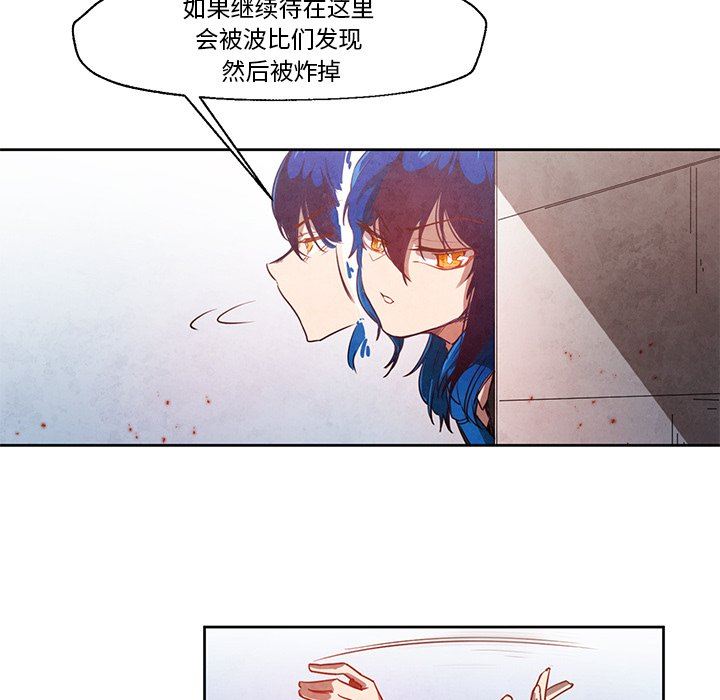 如果继续待在这里
会被波比们发现
然后被炸掉